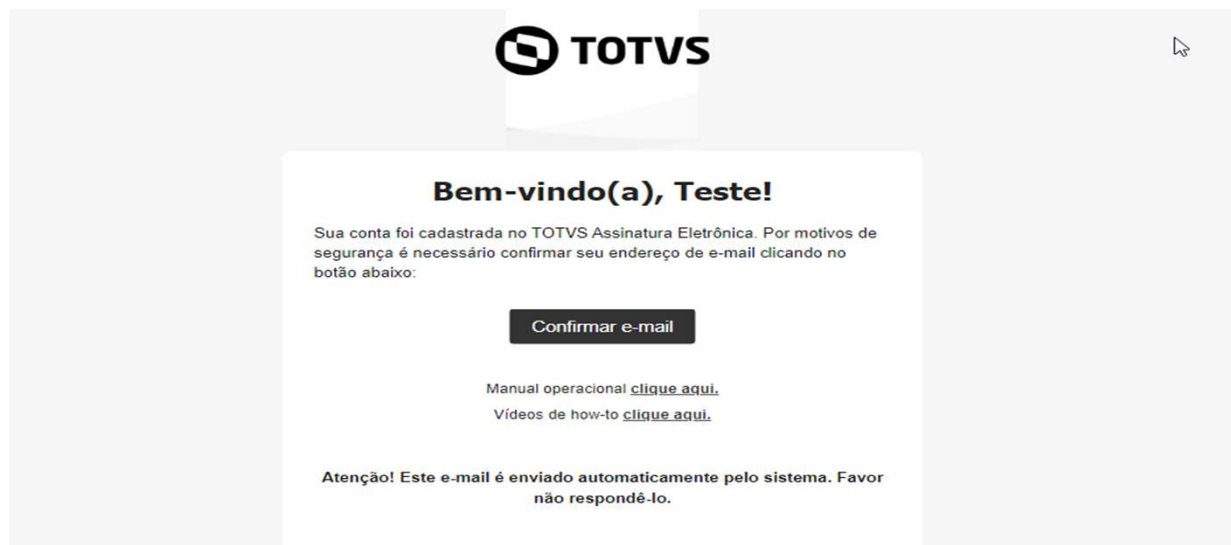 TOTVS
Bem-vindo(a), Teste!
Sua conta foi cadastrada no TOTVS Assinatura Eletrônica. Por motivos de
segurança é necessário confirmar seu endereço de e-mail clicando no
botão abaixo:
Confirmar e-mail
Manual operacional clique aqui.
Vídeos de how-to clique aqui.
Atenção! Este e-mail é enviado automaticamente pelo sistema. Favor
não respondê-lo.